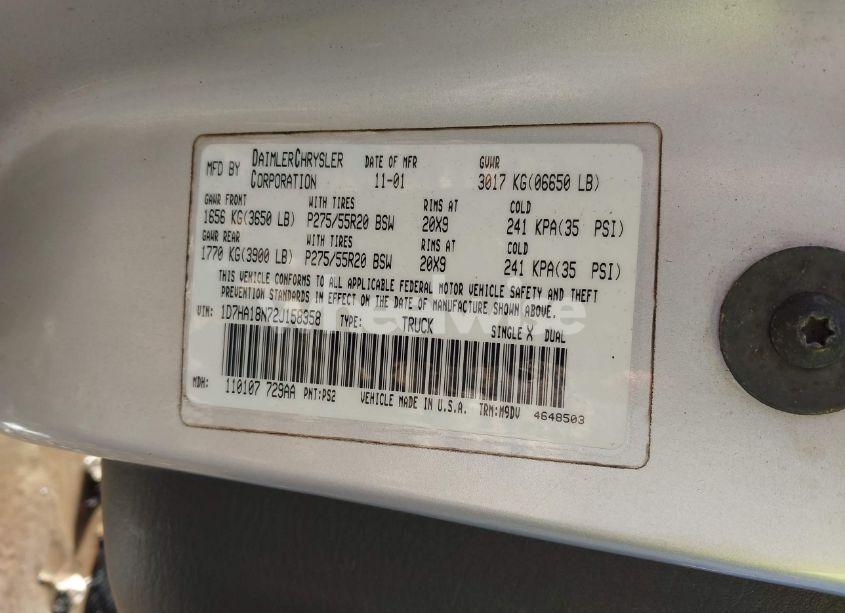 MFD BY DAIMLERCHRYSLER CORPORATION DATE OF MFR 11-01 GVWR 3017 KG(06650 LB)
GAWR FRONT WITH TIRES RIMS AT COLD
1656 KG(3650 LB) P275/55R20 BSW 20X9 241 KPA(35 PSI)
GAWR REAR WITH TIRES RIMS AT COLD
1770 KG(3900 LB) P275/55R20 BSW 20X9 241 KPA(35 PSI)
THIS VEHICLE CONFORMS TO ALL APPLICABLE FEDERAL MOTOR VEHICLE SAFETY AND THEFT
PREVENTION STANDARDS IN EFFECT ON THE DATE OF MANUFACTURE SHOWN ABOVE.
VIN: 1D7HA18N72J158358 TYPE: TRUCK SINGLE X DUAL
MDH: 110107 729AA PNT:PS2 VEHICLE MADE IN U.S.A. TRM:M9DV 4648503